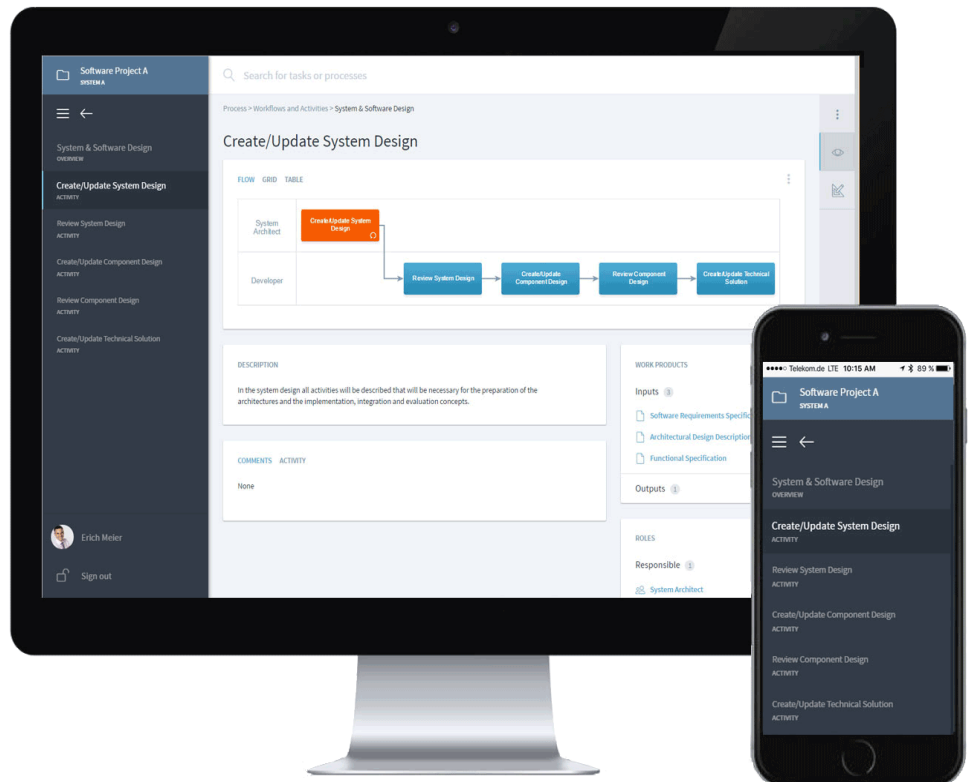 Software Project A
SYSTEM A
System & Software Design
OVERVIEW
Create/Update System Design
ACTIVITY
Review System Design
ACTIVITY
Create/Update Component Design
ACTIVITY
Review Component Design
ACTIVITY
Create/Update Technical Solution
ACTIVITY
Erich Meier
Sign out
Search for tasks or processes
Process > Workflows and Activities > System & Software Design
Create/Update System Design
FLOW GRID TABLE
System
Architect
Create/Update System
Design
Developer
Review System Design
Create/Update
Component Design
Review Component
Design
Create/Update Technical
Solution
DESCRIPTION
In the system design all activities will be described that will be necessary for the preparation of the
architectures and the implementation, integration and evaluation concepts.
COMMENTS ACTIVITY
None
WORK PRODUCTS
Inputs 3
Software Requirements Specific
Architectural Design Description
Functional Specification
Outputs 1
ROLES
Responsible 1
System Architect
Telekom.de LTE 10:15 AM 89 %
Software Project A
SYSTEM A
System & Software Design
OVERVIEW
Create/Update System Design
ACTIVITY
Review System Design
ACTIVITY
Create/Update Component Design
ACTIVITY
Review Component Design
ACTIVITY
Create/Update Technical Solution
ACTIVITY